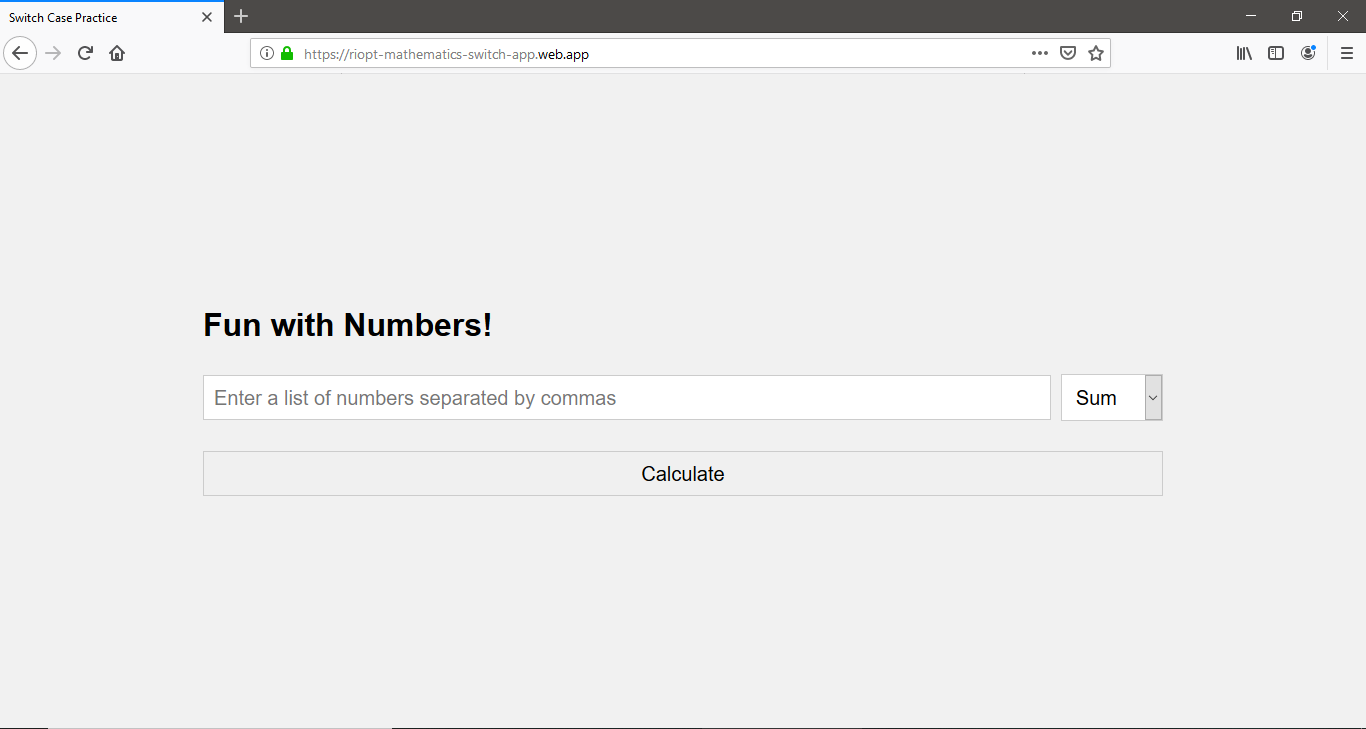 Switch Case Practice
https://riopt-mathematics-switch-app.web.app
Fun with Numbers!
Enter a list of numbers separated by commas
Sum
Calculate